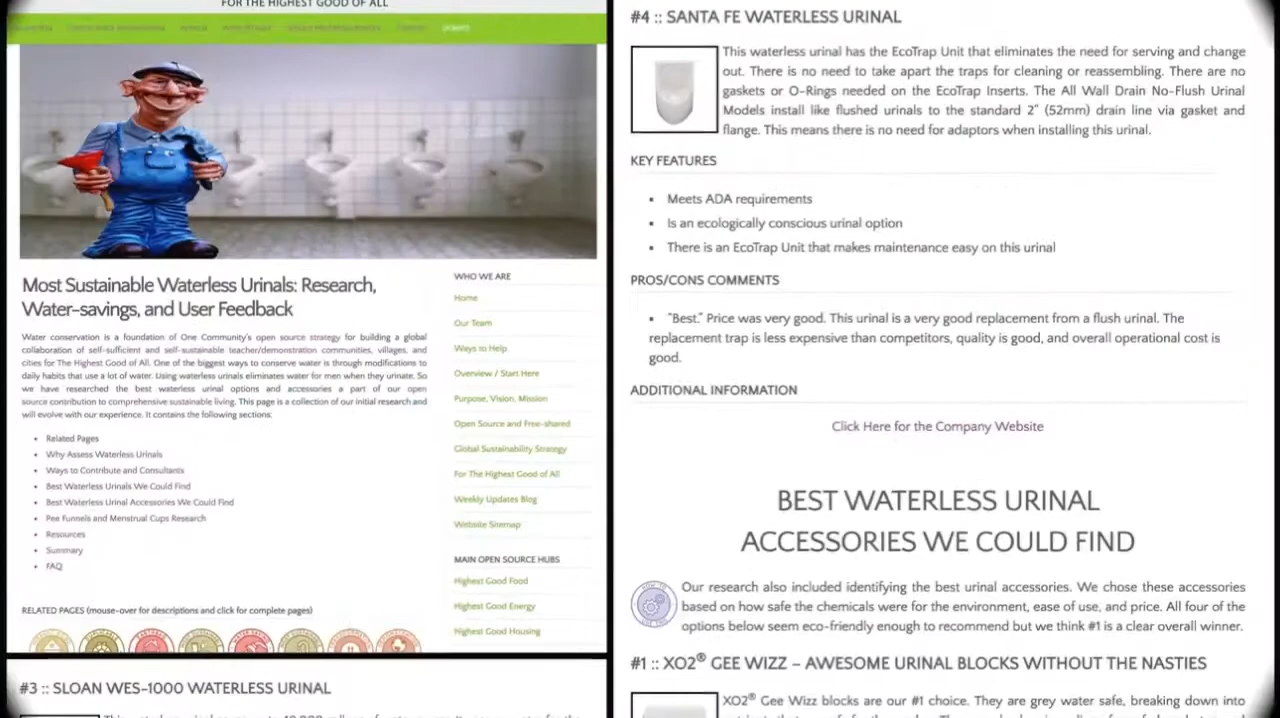 FOR THE HIGHEST GOOD OF ALL
DONATE
Most Sustainable Waterless Urinals: Research,
Water-savings, and User Feedback
Water conservation is a foundation of One Community's open source strategy for building a global
collaboration of self-sufficient and self-sustainable teacher/demonstration communities, villages, and
cities for The Highest Good of All. One of the biggest ways to conserve water is through modifications to
daily habits that use a lot of water. Using waterless urinals eliminates water for men when they urinate. So
we have researched the best waterless urinal options and accessories a part of our open
source contribution to comprehensive sustainable living. This page is a collection of our initial research and
will evolve with our experience. It contains the following sections:
Related Pages
Why Assess Waterless Urinals
Ways to Contribute and Consultants
Best Waterless Urinals We Could Find
Best Waterless Urinal Accessories We Could Find
Pee Funnels and Menstrual Cups Research
Resources
Summary
FAQ
RELATED PAGES (mouse-over for descriptions and click for complete pages)
WHO WE ARE
Home
Our Team
Ways to Help
Overview / Start Here
Purpose, Vision, Mission
Open Source and Free-shared
Global Sustainability Strategy
For The Highest Good of All
Weekly Updates Blog
Website Sitemap
MAIN OPEN SOURCE HUBS
Highest Good Food
Highest Good Energy
Highest Good Housing
#3 :: SLOAN WES-1000 WATERLESS URINAL
#4 :: SANTA FE WATERLESS URINAL
This waterless urinal has the EcoTrap Unit that eliminates the need for serving and change
out. There is no need to take apart the traps for cleaning or reassembling. There are no
gaskets or O-Rings needed on the EcoTrap Inserts. The All Wall Drain No-Flush Urinal
Models install like flushed urinals to the standard 2" (52mm) drain line via gasket and
flange. This means there is no need for adaptors when installing this urinal.
KEY FEATURES
Meets ADA requirements
Is an ecologically conscious urinal option
There is an EcoTrap Unit that makes maintenance easy on this urinal
PROS/CONS COMMENTS
"Best." Price was very good. This urinal is a very good replacement from a flush urinal. The
replacement trap is less expensive than competitors, quality is good, and overall operational cost is
good.
ADDITIONAL INFORMATION
Click Here for the Company Website
BEST WATERLESS URINAL
ACCESSORIES WE COULD FIND
Our research also included identifying the best urinal accessories. We chose these accessories
based on how safe the chemicals were for the environment, ease of use, and price. All four of the
options below seem eco-friendly enough to recommend but we think #1 is a clear overall winner.
#1 :: XO2® GEE WIZZ – AWESOME URINAL BLOCKS WITHOUT THE NASTIES
XO2® Gee Wizz blocks are our #1 choice. They are grey water safe, breaking down into